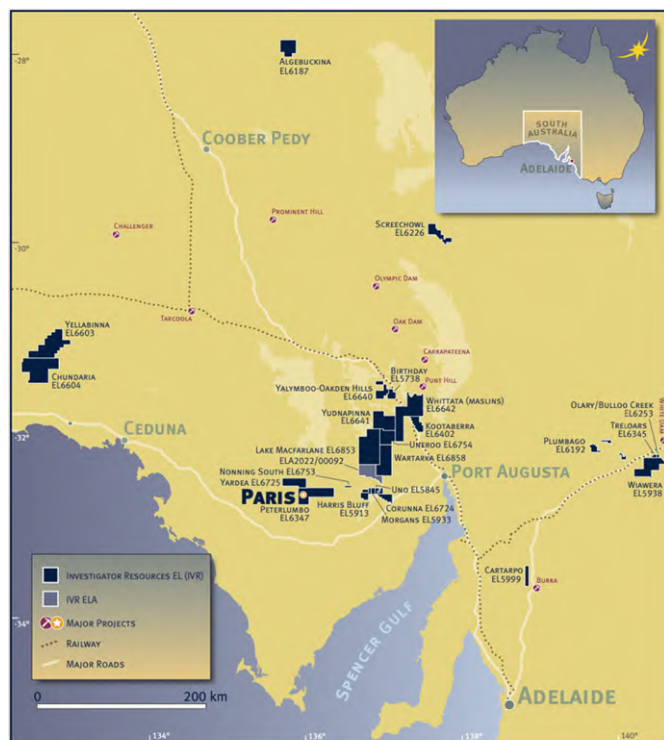 -28°
ALGEBUCKINA
EL6187
COOBER PEDY
SOUTH
AUSTRALIA
ADELAIDE
CHALLENGER
PROMINENT HILL
SCREECHOWL
EL6226
-30°
OLYMPIC DAM
TARCOOLA
OAK DAM
YELLABINNA
EL6603
CHUNDARIA
EL6604
CARRAPATEENA
BIRTHDAY
EL5738
PUNT HILL
YALYMBOO-OAKDEN HILLS
EL6640
WHITTATA (MASLINS)
EL6642
YUDNAPINNA
EL6641
KOOTABERRA
EL6402
OLARY/BULLOO CREEK
EL6253
WHITE DAM
TRELOARS
EL6345
-32°
CEDUNA
UNEROO EL6754
PLUMBAGO
EL6192
LAKE MACFARLANE EL6853
WARTARKA EL6858
ELA2022/00092
NONNING SOUTH EL6753
PORT AUGUSTA
WIAWERA
EL5938
YARDEA EL6725
PARIS
UNO EL5845
PETERLUMBO
EL6347
HARRIS BLUFF
EL5913
CORUNNA EL6724
MORGANS EL5933
INVESTIGATOR RESOURCES EL (IVR)
IVR ELA
MAJOR PROJECTS
RAILWAY
MAJOR ROADS
CARTARPO
EL5999
BURRA
-34°
SPENCER GULF
0
200 km
ADELAIDE
134°
136°
138°
140°